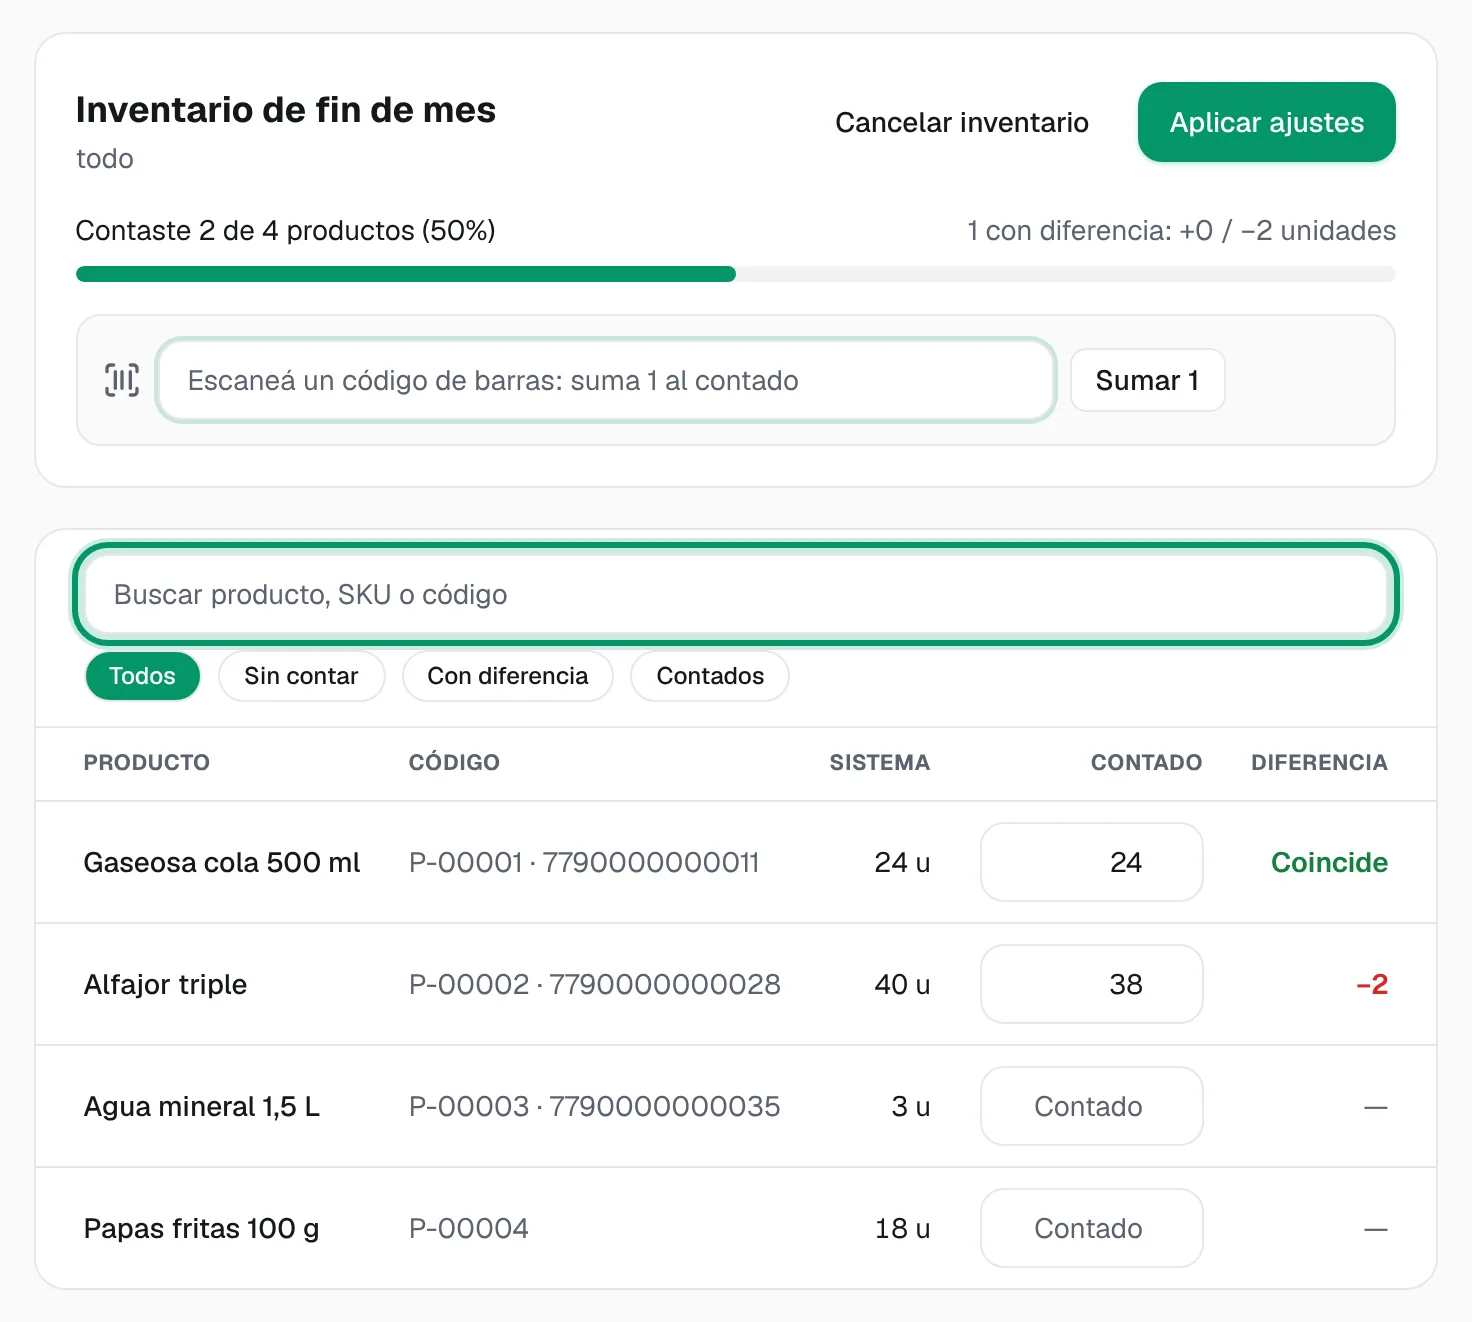 Inventario de fin de mes
todo
Cancelar inventario
Aplicar ajustes
Contaste 2 de 4 productos (50%)
1 con diferencia: +0 / −2 unidades
Escaneá un código de barras: suma 1 al contado
Sumar 1
Buscar producto, SKU o código
Todos Sin contar Con diferencia Contados
PRODUCTO CÓDIGO SISTEMA CONTADO DIFERENCIA
Gaseosa cola 500 ml P-00001 · 7790000000011 24 u 24 Coincide
Alfajor triple P-00002 · 7790000000028 40 u 38 −2
Agua mineral 1,5 L P-00003 · 7790000000035 3 u Contado —
Papas fritas 100 g P-00004 18 u Contado —